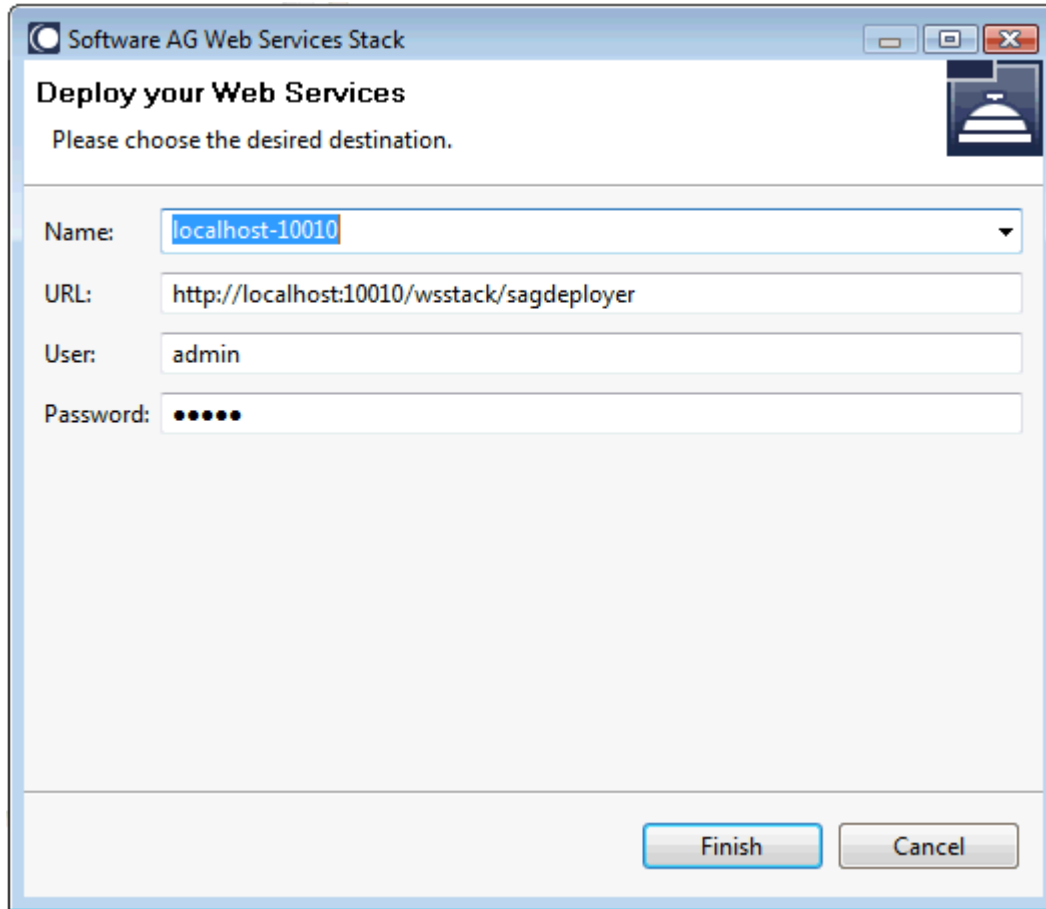 Software AG Web Services Stack
Deploy your Web Services
Please choose the desired destination.
Name: localhost-10010
URL: http://localhost:10010/wsstack/sagdeployer
User: admin
Password: •••••
Finish Cancel